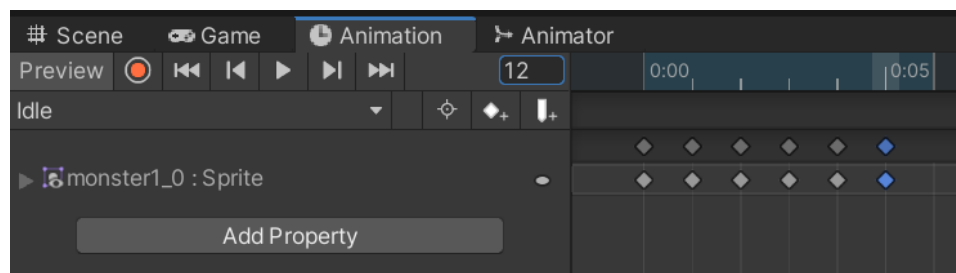 Scene Game Animation Animator
Preview 12 0:00 0:05
Idle
monster1_0 : Sprite
Add Property